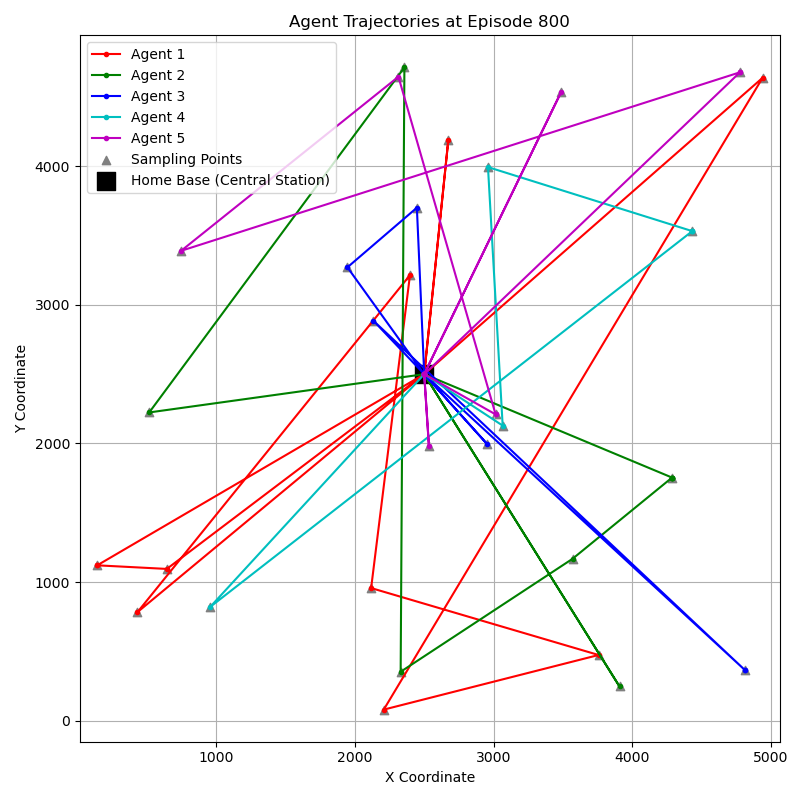 Agent Trajectories at Episode 800
Agent 1
Agent 2
Agent 3
Agent 4
Agent 5
Sampling Points
Home Base (Central Station)
Y Coordinate
4000
3000
2000
1000
0
1000
2000
3000
4000
5000
X Coordinate